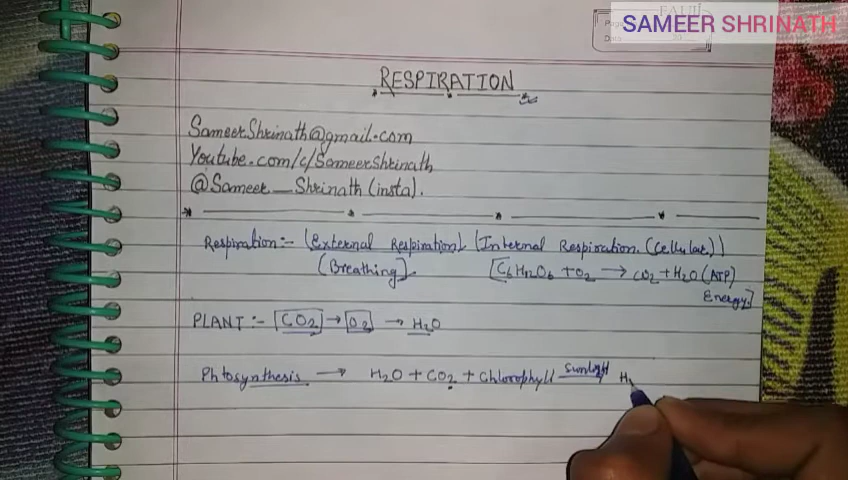 SAMEER SHRINATH
RESPIRATION
SameerShrinath@gmail.com
Youtube.com/c/SameerShrinath
@Sameer_Shrinath (insta).
Respiration:- (External Respiration) (Internal Respiration. (Cellular))
(Breathing) [C6H12O6 + O2 → CO2 + H2O (ATP)
Energy.]
PLANT :- [CO2] → [O2] → H2O
Phtosynthesis → H2O + CO2 + Chlorophyll Sunlight